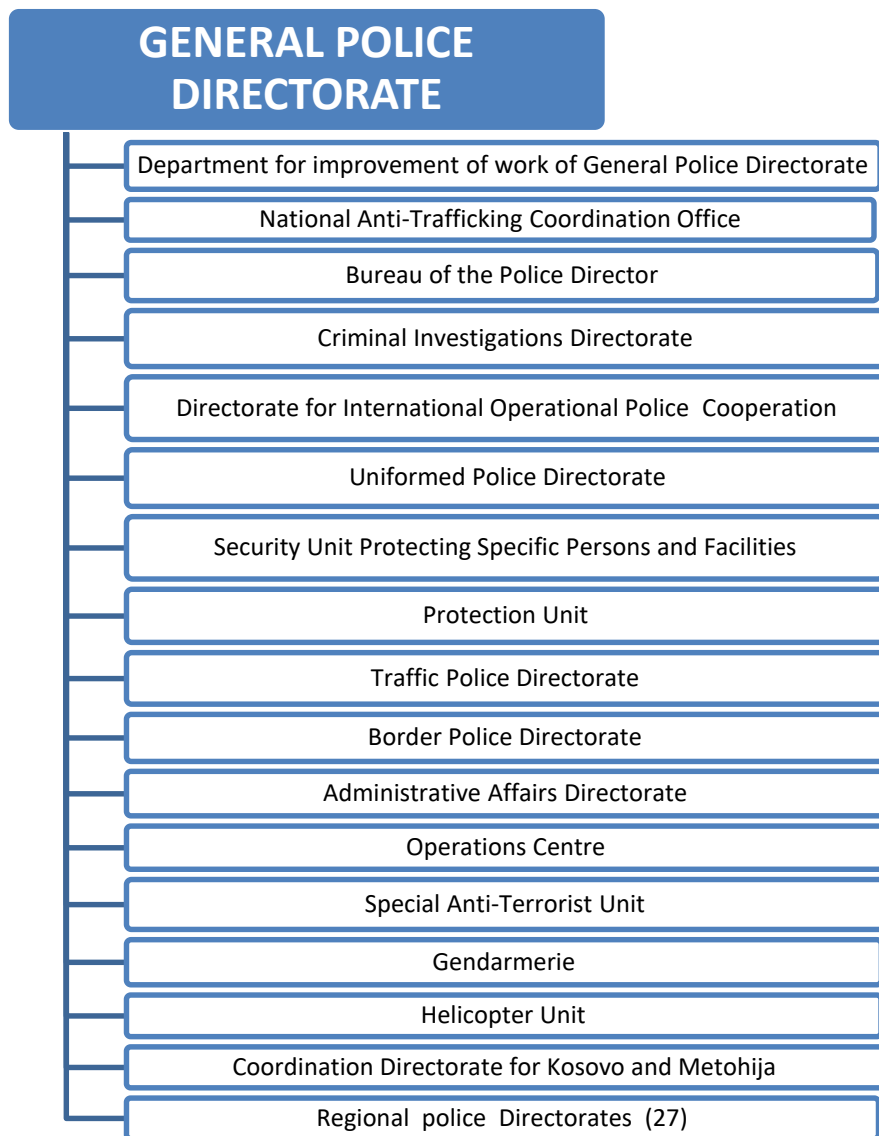 GENERAL POLICE
DIRECTORATE
Department for improvement of work of General Police Directorate
National Anti-Trafficking Coordination Office
Bureau of the Police Director
Criminal Investigations Directorate
Directorate for International Operational Police Cooperation
Uniformed Police Directorate
Security Unit Protecting Specific Persons and Facilities
Protection Unit
Traffic Police Directorate
Border Police Directorate
Administrative Affairs Directorate
Operations Centre
Special Anti-Terrorist Unit
Gendarmerie
Helicopter Unit
Coordination Directorate for Kosovo and Metohija
Regional police Directorates (27)